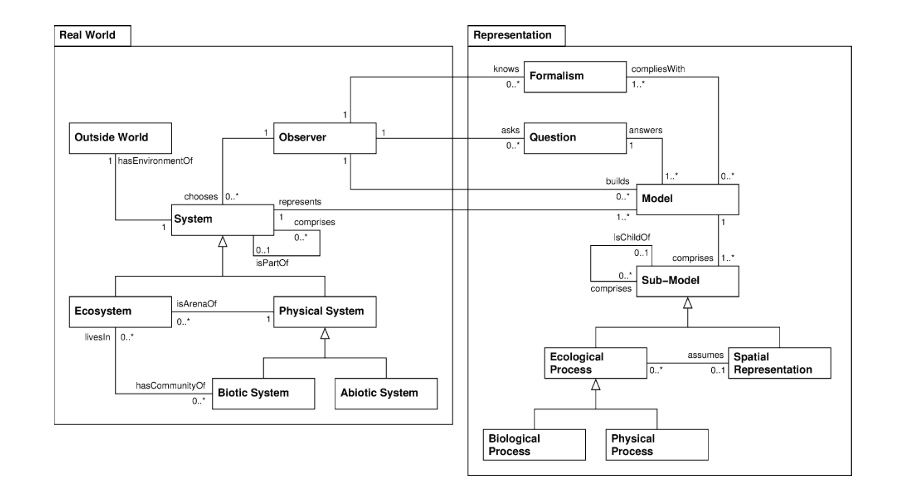 Real World
Representation
knows
0..*
Formalism
compliesWith
1..*
1
Outside World
1
Observer
1
asks
0..*
Question
answers
1
1
hasEnvironmentOf
1
chooses
0..*
builds
0..*
1..*
0..*
Model
System
1
represents
1
1..*
1
comprises
0..*
0..1
isPartOf
IsChildOf
0..1
comprises
1..*
0..*
comprises
Sub-Model
Ecosystem
isArenaOf
0..*
1
Physical System
livesIn
0..*
Ecological
Process
assumes
0..*
0..1
Spatial
Representation
hasCommunityOf
0..*
Biotic System
Abiotic System
Biological
Process
Physical
Process